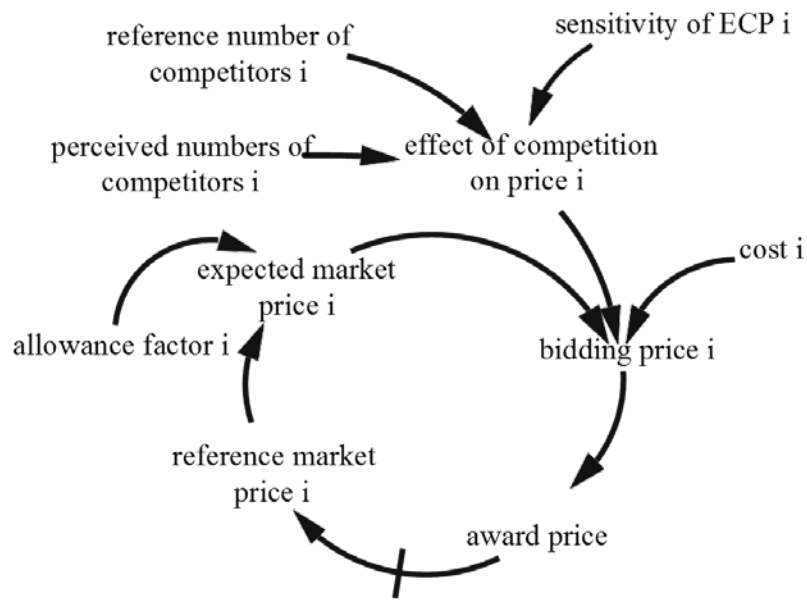 reference number of
competitors i
sensitivity of ECP i
perceived numbers of
competitors i
effect of competition
on price i
cost i
expected market
price i
allowance factor i
bidding price i
reference market
price i
award price